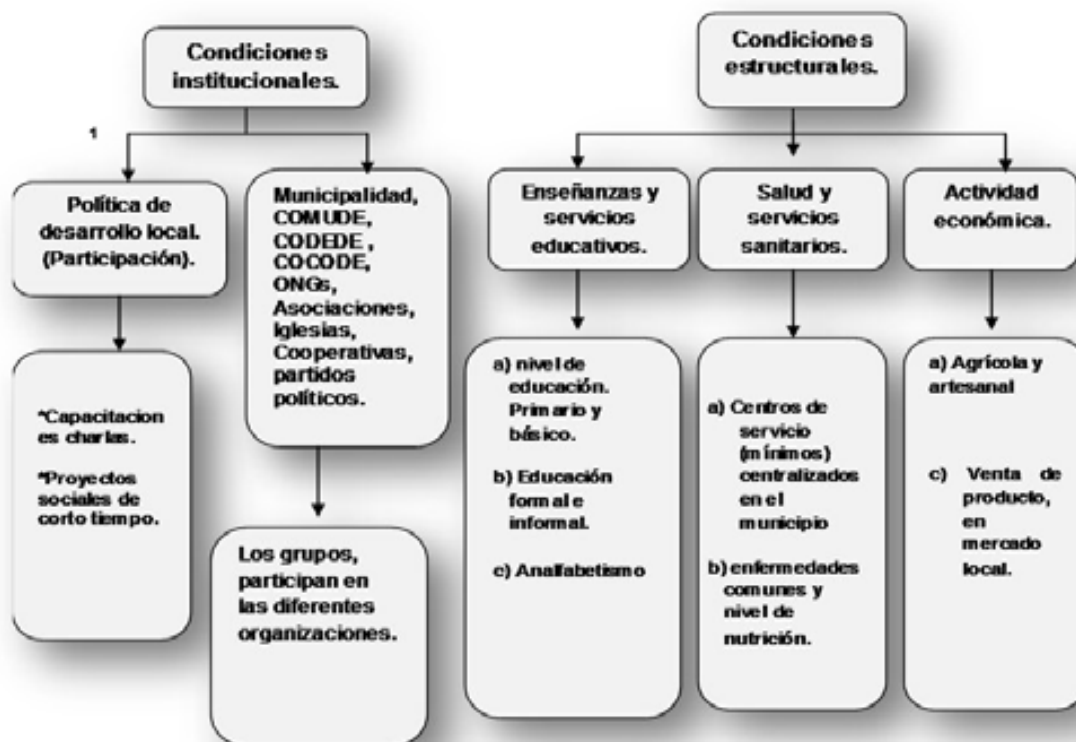 Condiciones
institucionales.
1
Política de
desarrollo local.
(Participación).
*Capacitacion
es charlas.
*Proyectos
sociales de
corto tiempo.
Municipalidad,
COMUDE,
CODEDE ,
COCODE,
ONGs,
Asociaciones,
Iglesias,
Cooperativas,
partidos
políticos.
Los grupos,
participan en
las diferentes
organizaciones.
Condiciones
estructurales.
Enseñanzas y
servicios
educativos.
a) nivel de
educación.
Primario y
básico.
b) Educación
formal e
informal.
c) Analfabetismo
Salud y
servicios
sanitarios.
a) Centros de
servicio
(mínimos)
centralizados
en el
municipio
b) enfermedades
comunes y
nivel de
nutrición.
Actividad
económica.
a) Agrícola y
artesanal
c) Venta de
producto,
en
mercado
local.